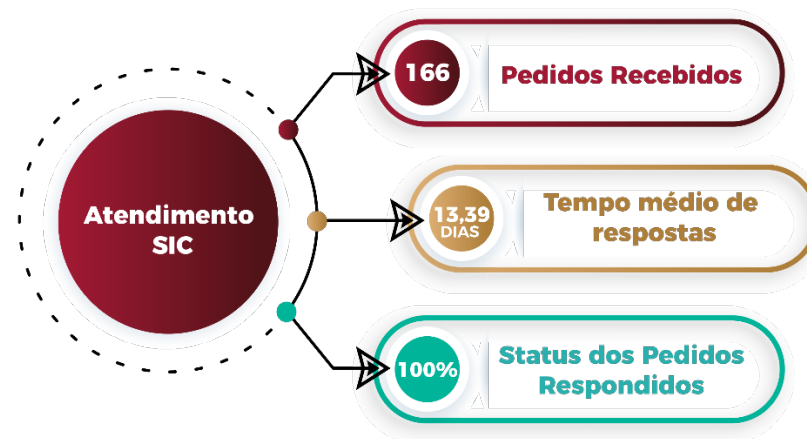 Atendimento
SIC
166
Pedidos Recebidos
13,39
DIAS
Tempo médio de
respostas
100%
Status dos Pedidos
Respondidos